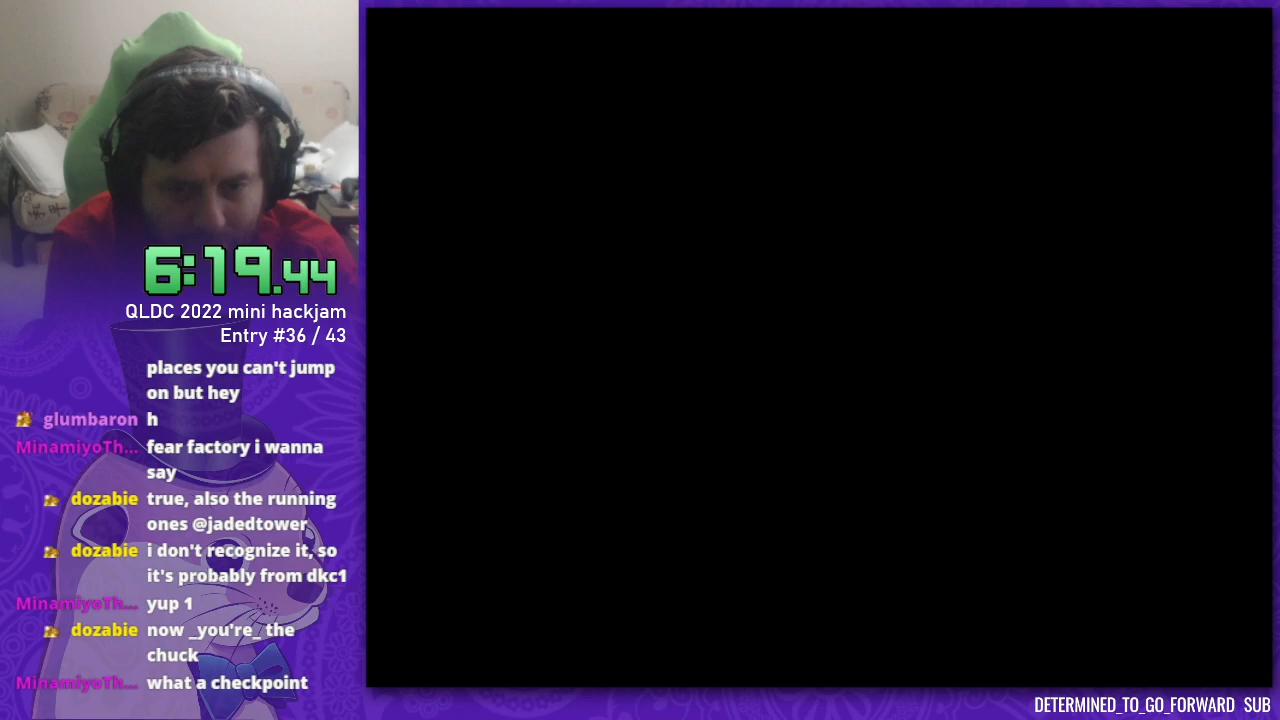 6:19.44
QLDC 2022 mini hackjam
Entry #36 / 43
places you can't jump
on but hey
glumbaron h
MinamiyoTh... fear factory i wanna
say
dozabie true, also the running
ones @jadedtower
dozabie i don't recognize it, so
it's probably from dkc1
MinamiyoTh... yup 1
dozabie now _you're_ the
chuck
MinamiyoTh... what a checkpoint
DETERMINED_TO_GO_FORWARD SUB